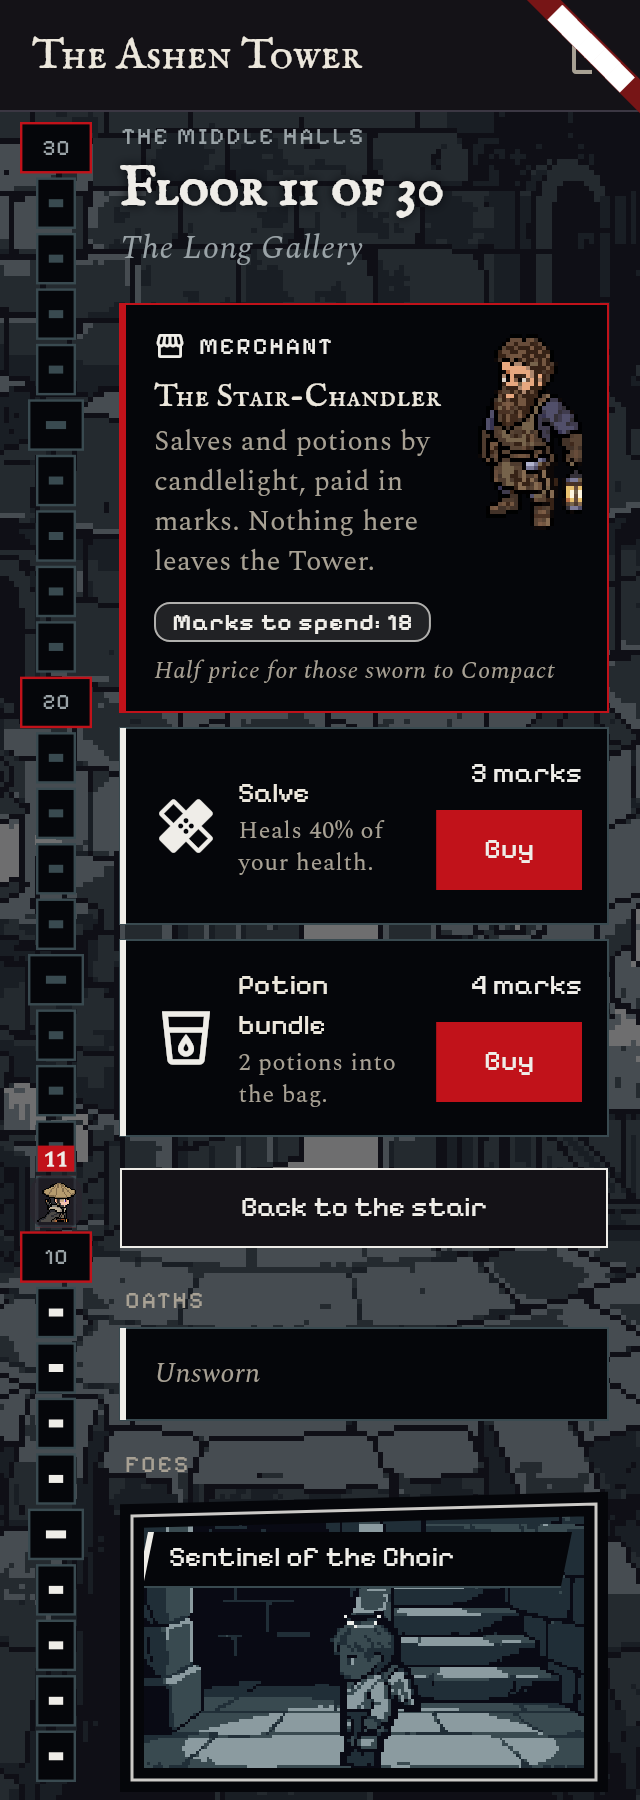 The Ashen Tower
30
THE MIDDLE HALLS
Floor 11 of 30
The Long Gallery
MERCHANT
The Stair-Chandler
Salves and potions by
candlelight, paid in
marks. Nothing here
leaves the Tower.
Marks to spend: 18
Half price for those sworn to Compact
20
3 marks
Salve
Heals 40% of
your health.
Buy
4 marks
Potion
bundle
2 potions into
the bag.
Buy
11
Back to the stair
10
OATHS
Unsworn
FOES
Sentinel of the Choir